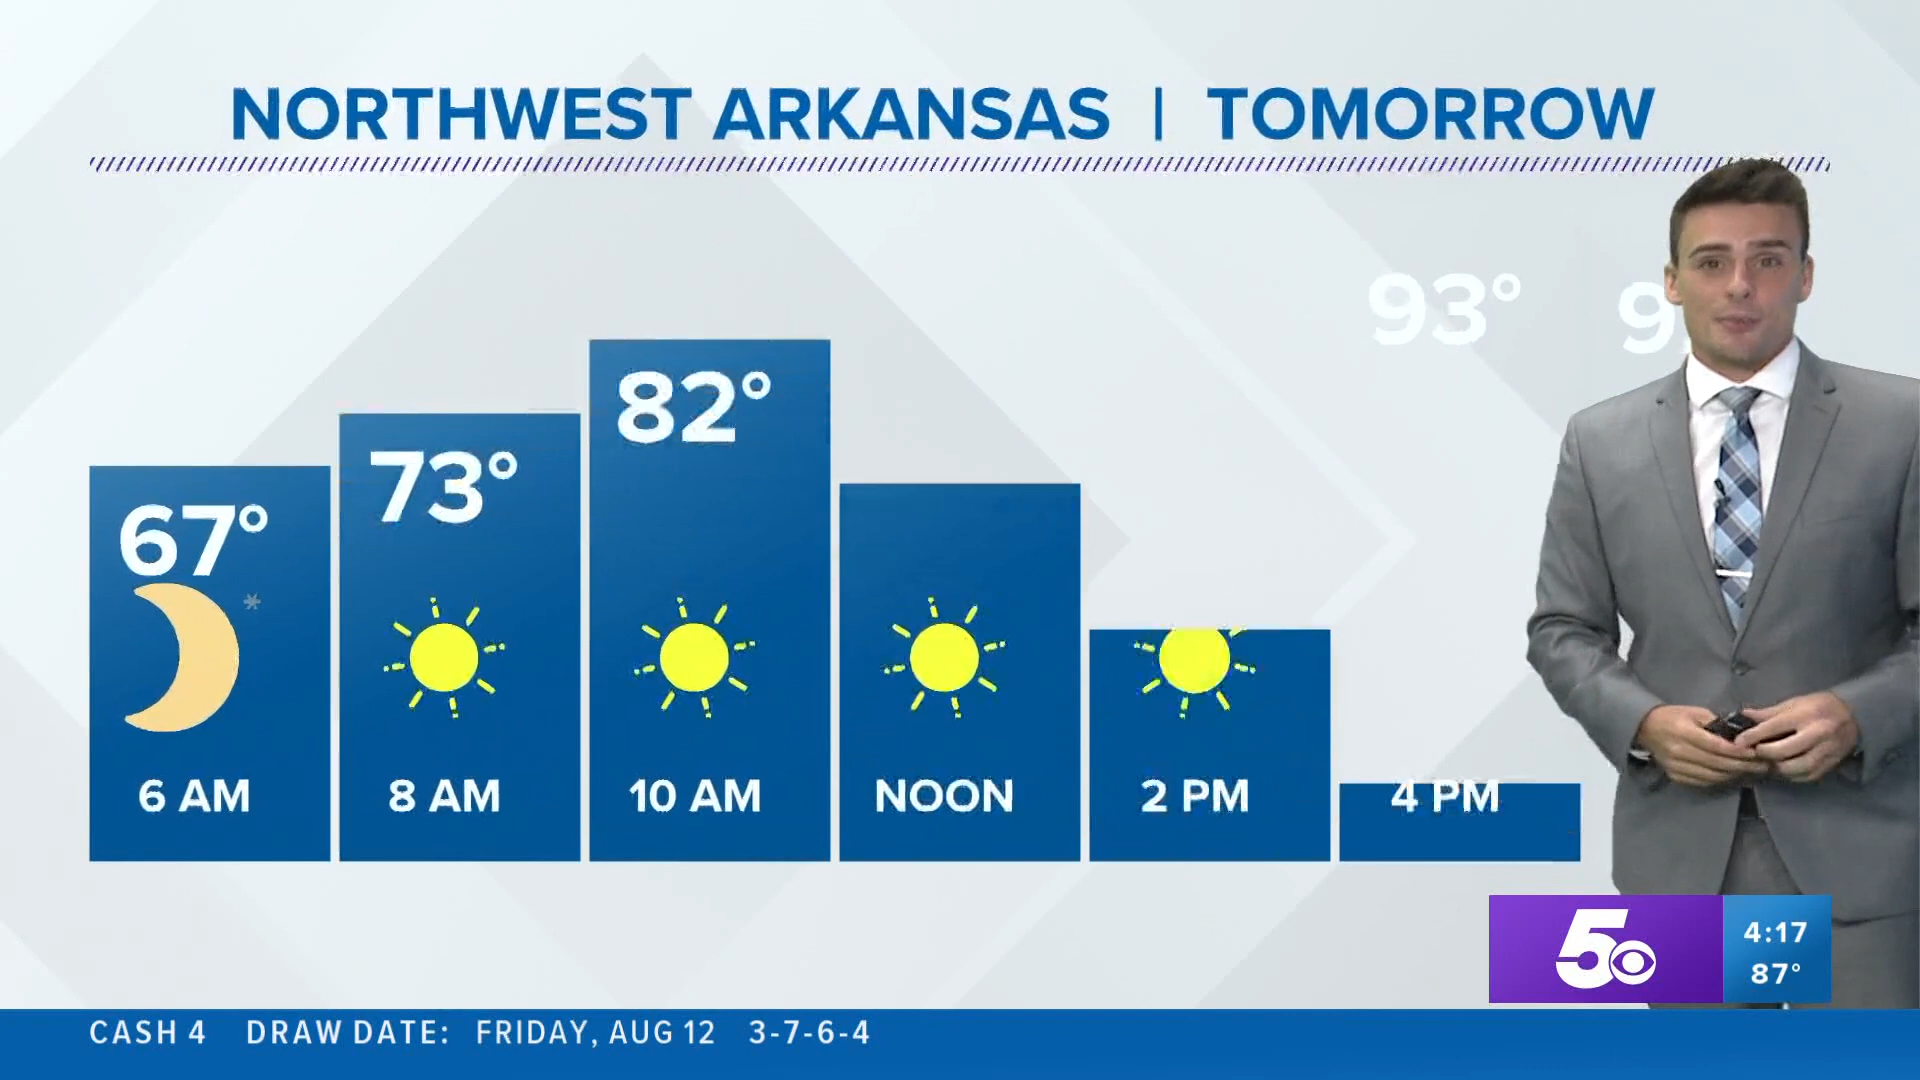 NORTHWEST ARKANSAS | TOMORROW
93°
82°
73°
67°
6 AM
8 AM
10 AM
NOON
2 PM
4 PM
5
4:17
87°
CASH 4 DRAW DATE: FRIDAY, AUG 12 3-7-6-4